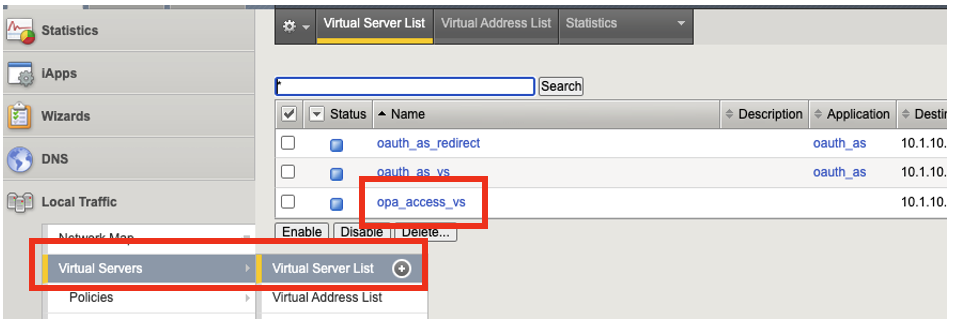 Statistics
iApps
Wizards
DNS
Local Traffic
Network Map
Virtual Servers
Policies
Virtual Server List
Virtual Address List
Virtual Server List Virtual Address List Statistics
*
Search
Status Name Description Application Destin
oauth_as_redirect oauth_as 10.1.10.
oauth_as_vs oauth_as 10.1.10.
opa_access_vs 10.1.10.
Enable Disable Delete...